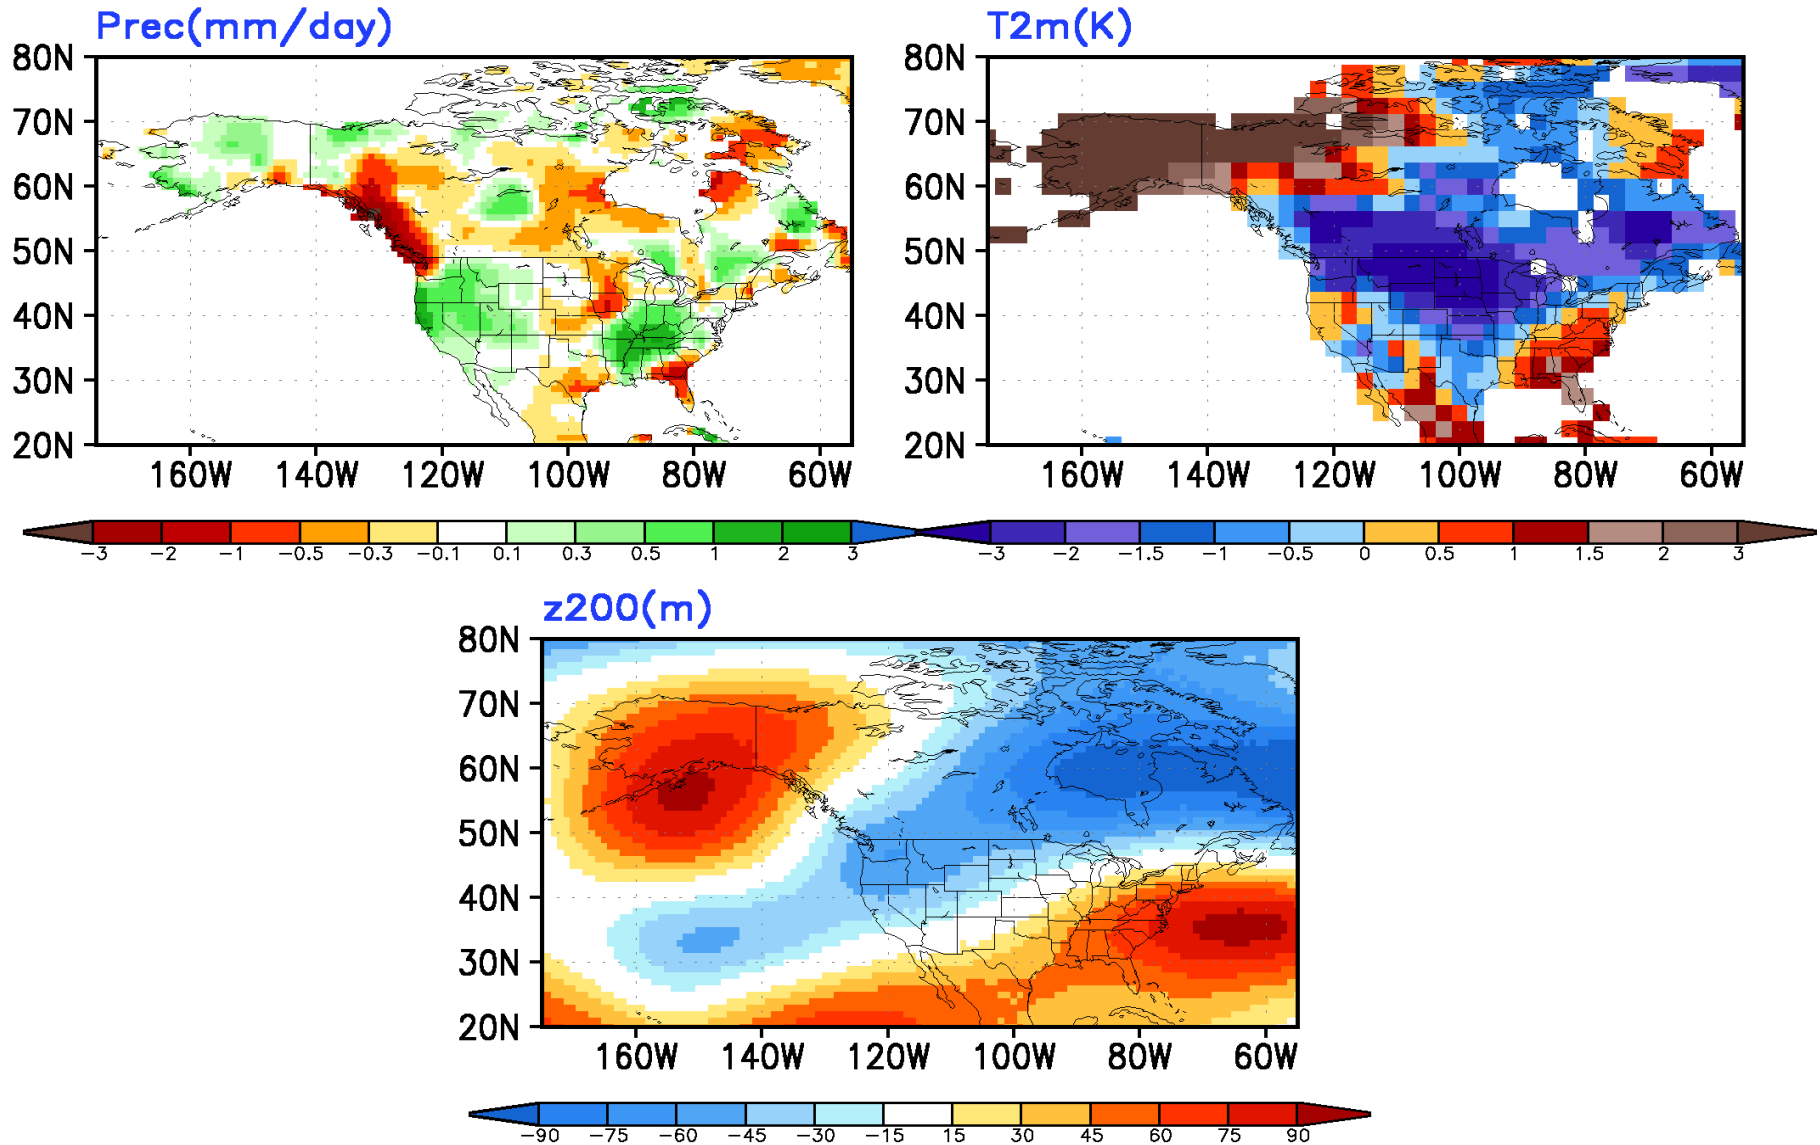 Prec(mm/day)
80N
70N
60N
50N
40N
30N
20N
160W 140W 120W 100W 80W 60W
-3 -2 -1 -0.5 -0.3 -0.1 0.1 0.3 0.5 1 2 3
T2m(K)
80N
70N
60N
50N
40N
30N
20N
160W 140W 120W 100W 80W 60W
-3 -2 -1.5 -1 -0.5 0 0.5 1 1.5 2 3
z200(m)
80N
70N
60N
50N
40N
30N
20N
160W 140W 120W 100W 80W 60W
-90 -75 -60 -45 -30 -15 15 30 45 60 75 90